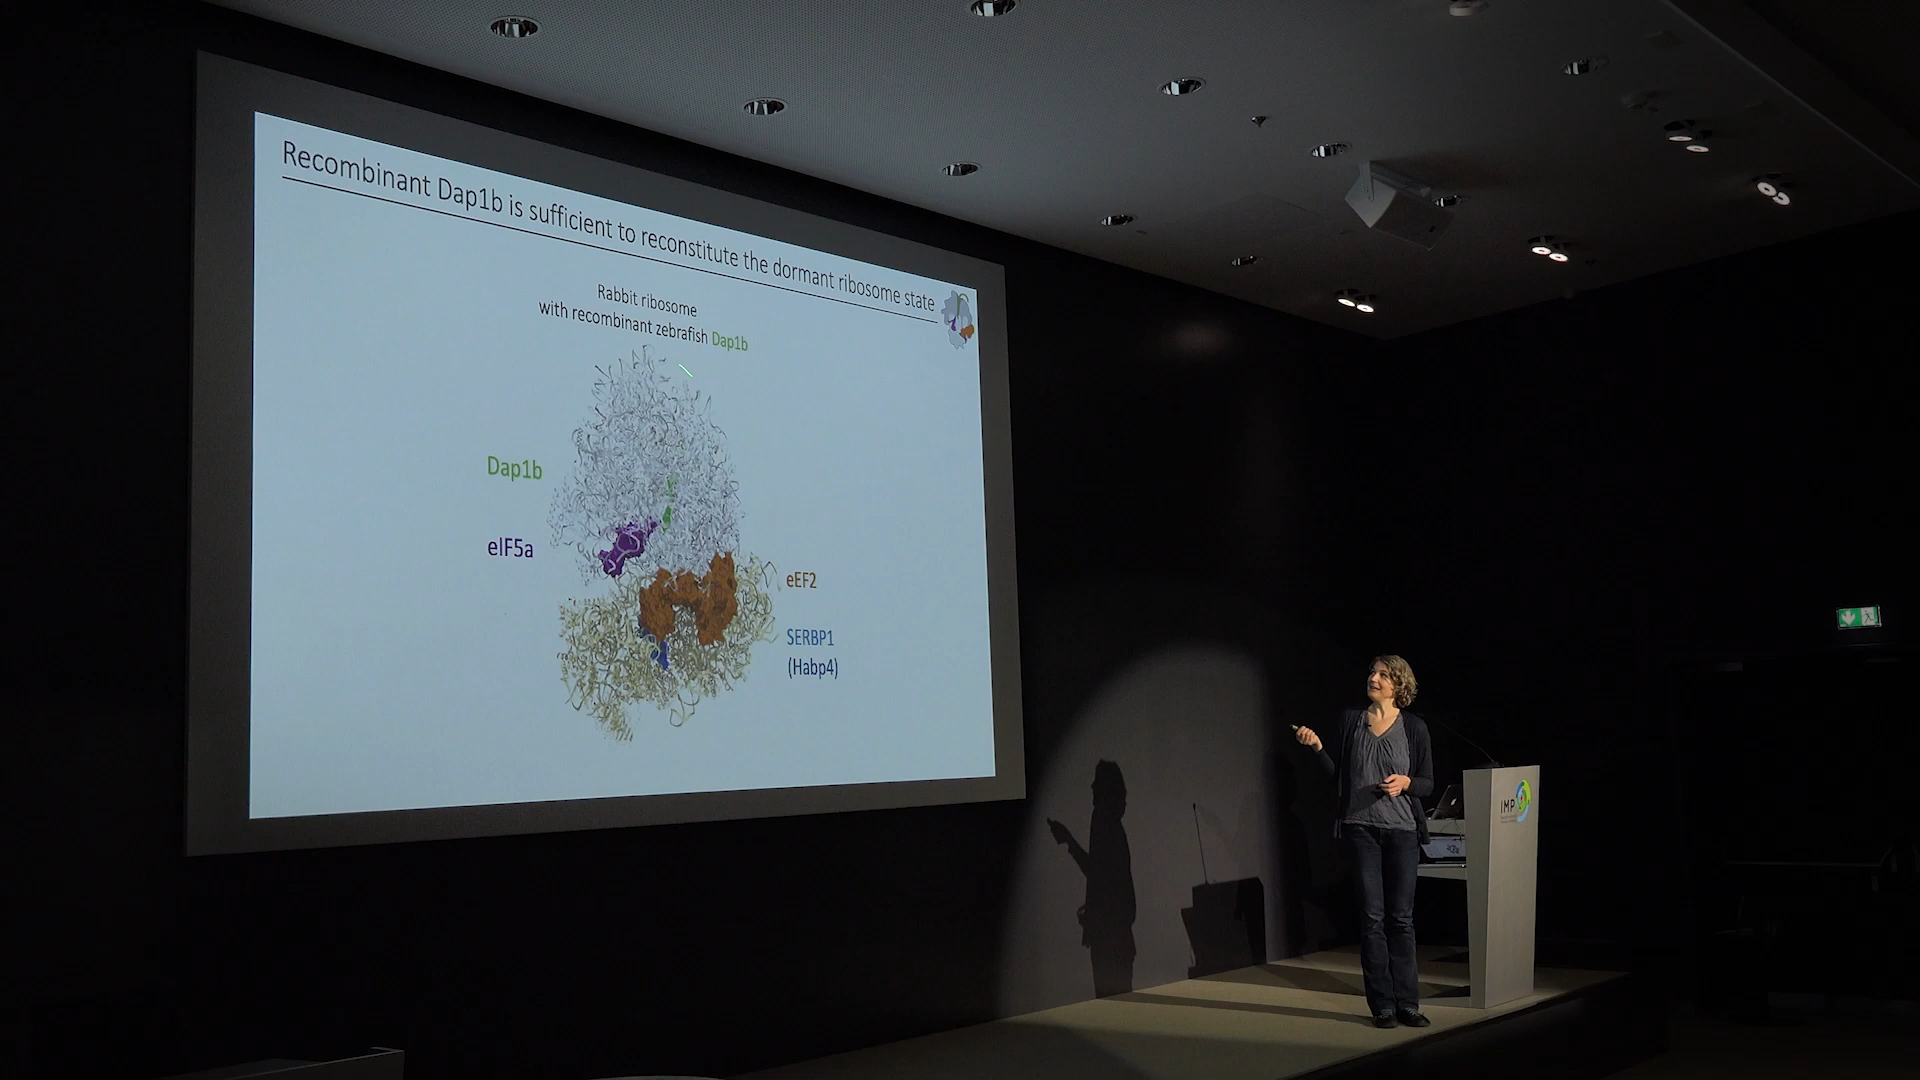 Recombinant Dap1b is sufficient to reconstitute the dormant ribosome state
Rabbit ribosome
with recombinant zebrafish Dap1b
Dap1b
eIF5a
eEF2
SERBP1
(Habp4)
IMP